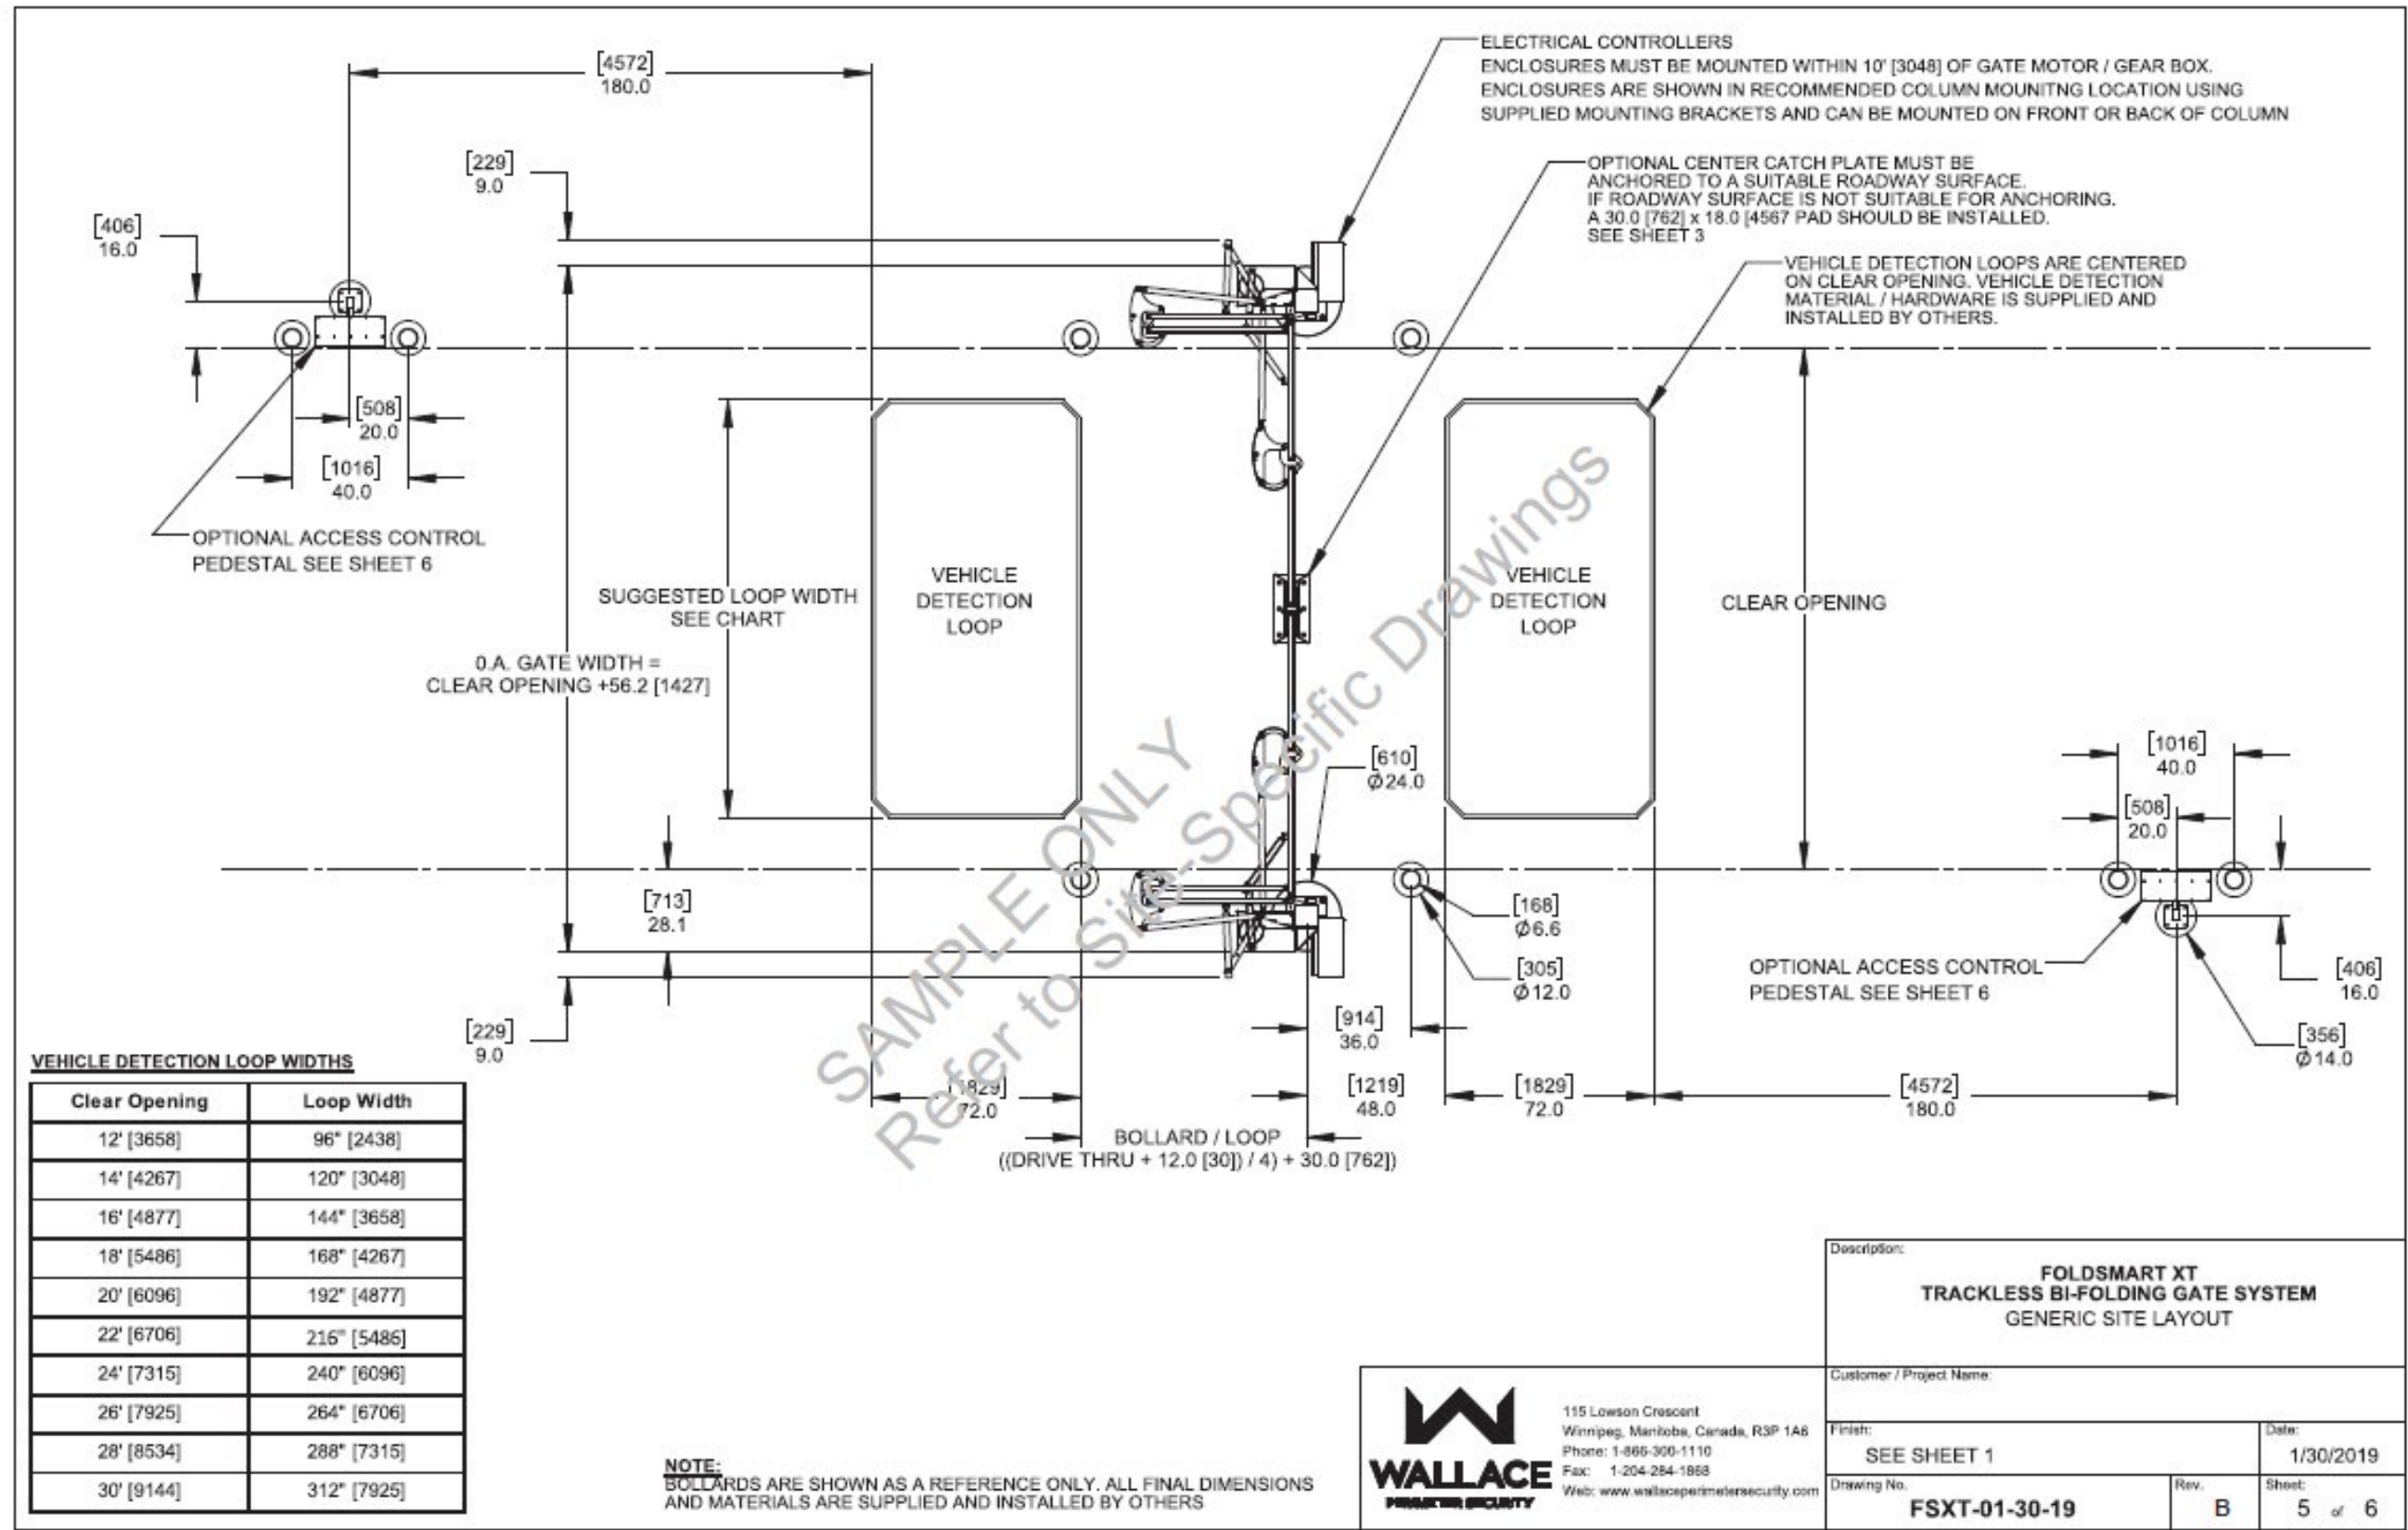 [4572]
180.0
[229]
9.0
[406]
16.0
ELECTRICAL CONTROLLERS
ENCLOSURES MUST BE MOUNTED WITHIN 10' [3048] OF GATE MOTOR / GEAR BOX.
ENCLOSURES ARE SHOWN IN RECOMMENDED COLUMN MOUNITNG LOCATION USING
SUPPLIED MOUNTING BRACKETS AND CAN BE MOUNTED ON FRONT OR BACK OF COLUMN
OPTIONAL CENTER CATCH PLATE MUST BE
ANCHORED TO A SUITABLE ROADWAY SURFACE.
IF ROADWAY SURFACE IS NOT SUITABLE FOR ANCHORING.
A 30.0 [762] x 18.0 [4567 PAD SHOULD BE INSTALLED.
SEE SHEET 3
VEHICLE DETECTION LOOPS ARE CENTERED
ON CLEAR OPENING. VEHICLE DETECTION
MATERIAL / HARDWARE IS SUPPLIED AND
INSTALLED BY OTHERS.
[508]
20.0
[1016]
40.0
OPTIONAL ACCESS CONTROL
PEDESTAL SEE SHEET 6
SUGGESTED LOOP WIDTH
SEE CHART
0.A. GATE WIDTH =
CLEAR OPENING +56.2 [1427]
VEHICLE
DETECTION
LOOP
VEHICLE
DETECTION
LOOP
CLEAR OPENING
SAMPLE ONLY
Refer to Site-Specific Drawings
[610]
Ø24.0
[1016]
40.0
[508]
20.0
[713]
28.1
[168]
Ø6.6
[305]
Ø12.0
OPTIONAL ACCESS CONTROL
PEDESTAL SEE SHEET 6
[406]
16.0
[356]
Ø14.0
[229]
9.0
[914]
36.0
[1829]
72.0
[1219]
48.0
[1829]
72.0
[4572]
180.0
BOLLARD / LOOP
((DRIVE THRU + 12.0 [30]) / 4) + 30.0 [762])
VEHICLE DETECTION LOOP WIDTHS
Clear Opening Loop Width
12' [3658] 96" [2438]
14' [4267] 120" [3048]
16' [4877] 144" [3658]
18' [5486] 168" [4267]
20' [6096] 192" [4877]
22' [6706] 216" [5486]
24' [7315] 240" [6096]
26' [7925] 264" [6706]
28' [8534] 288" [7315]
30' [9144] 312" [7925]
NOTE:
BOLLARDS ARE SHOWN AS A REFERENCE ONLY. ALL FINAL DIMENSIONS
AND MATERIALS ARE SUPPLIED AND INSTALLED BY OTHERS
WALLACE
PERIMETER SECURITY
115 Lowson Crescent
Winnipeg, Manitoba, Canada, R3P 1A6
Phone: 1-866-300-1110
Fax: 1-204-284-1868
Web: www.wallaceperimetersecurity.com
Description:
FOLDSMART XT
TRACKLESS BI-FOLDING GATE SYSTEM
GENERIC SITE LAYOUT
Customer / Project Name:
Finish:
SEE SHEET 1
Date:
1/30/2019
Drawing No.
FSXT-01-30-19
Rev.
B
Sheet:
5 of 6